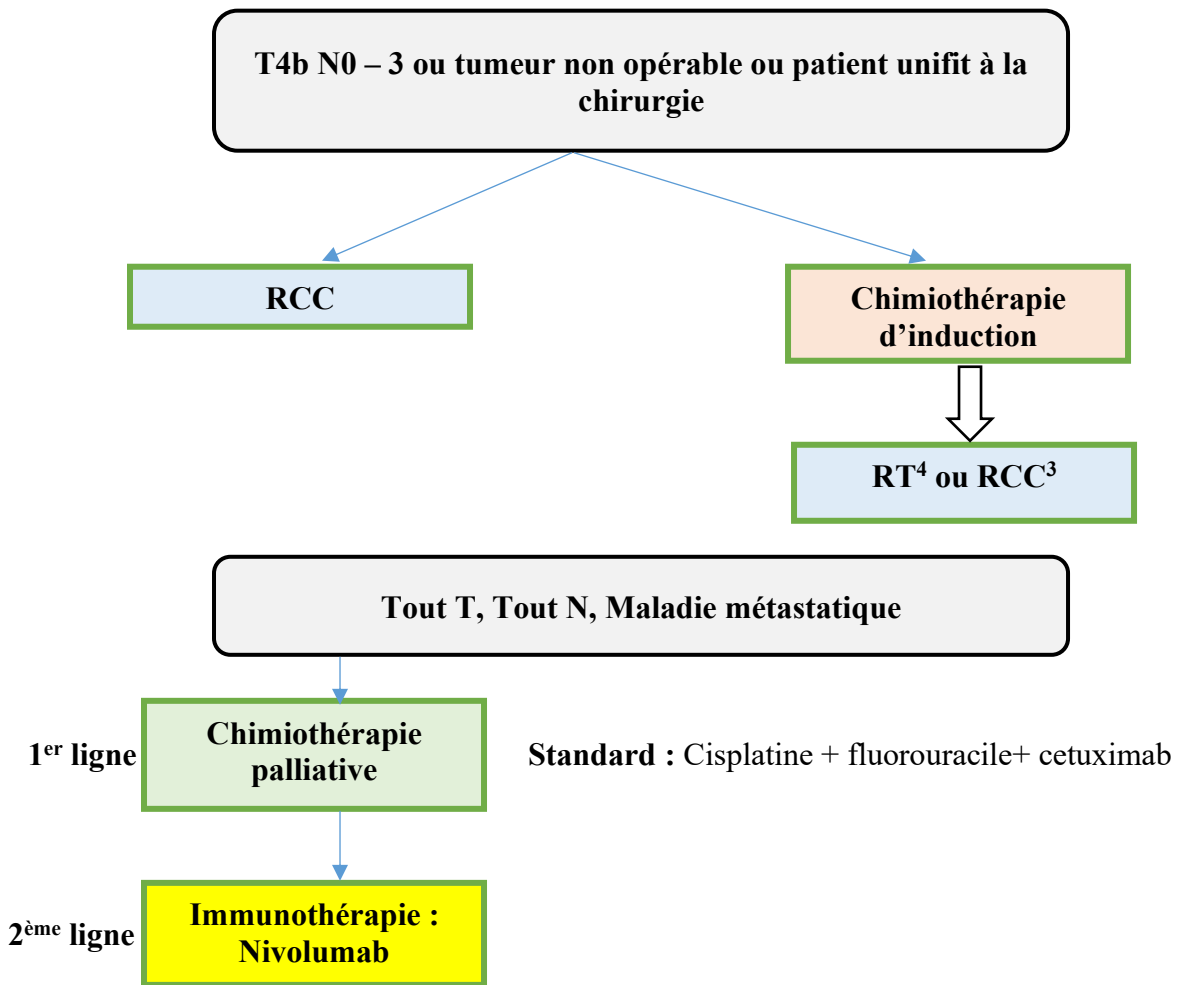 T4b N0 – 3 ou tumeur non opérable ou patient unifit à la
chirurgie
RCC
Chimiothérapie
d’induction
RT⁴ ou RCC³
Tout T, Tout N, Maladie métastatique
1er ligne
Chimiothérapie
palliative
Standard : Cisplatine + fluorouracile+ cetuximab
2ème ligne
Immunothérapie :
Nivolumab